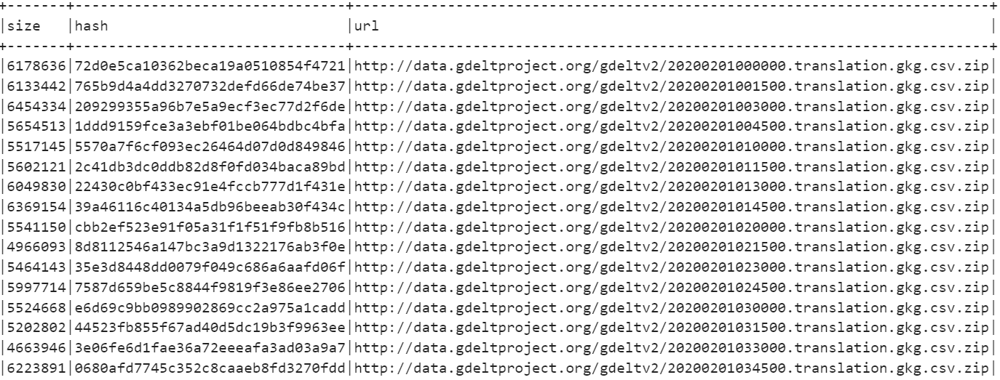 +-------+--------------------------------+---------------------------------------------------------------------------+
|size   |hash                            |url                                                                        |
+-------+--------------------------------+---------------------------------------------------------------------------+
|6178636|72d0e5ca10362beca19a0510854f4721|http://data.gdeltproject.org/gdeltv2/20200201000000.translation.gkg.csv.zip|
|6133442|765b9d4a4dd3270732defd66de74be37|http://data.gdeltproject.org/gdeltv2/20200201001500.translation.gkg.csv.zip|
|6454334|209299355a96b7e5a9ecf3ec77d2f6de|http://data.gdeltproject.org/gdeltv2/20200201003000.translation.gkg.csv.zip|
|5654513|1ddd9159fce3a3ebf01be064bdbc4bfa|http://data.gdeltproject.org/gdeltv2/20200201004500.translation.gkg.csv.zip|
|5517145|5570a7f6cf093ec26464d07d0d849846|http://data.gdeltproject.org/gdeltv2/20200201010000.translation.gkg.csv.zip|
|5602121|2c41db3dc0ddb82d8f0fd034baca89bd|http://data.gdeltproject.org/gdeltv2/20200201011500.translation.gkg.csv.zip|
|6049830|22430c0bf433ec91e4fccb777d1f431e|http://data.gdeltproject.org/gdeltv2/20200201013000.translation.gkg.csv.zip|
|6369154|39a46116c40134a5db96beeab30f434c|http://data.gdeltproject.org/gdeltv2/20200201014500.translation.gkg.csv.zip|
|5541150|cbb2ef523e91f05a31f1f51f9fb8b516|http://data.gdeltproject.org/gdeltv2/20200201020000.translation.gkg.csv.zip|
|4966093|8d8112546a147bc3a9d1322176ab3f0e|http://data.gdeltproject.org/gdeltv2/20200201021500.translation.gkg.csv.zip|
|5464143|35e3d8448dd0079f049c686a6aafd06f|http://data.gdeltproject.org/gdeltv2/20200201023000.translation.gkg.csv.zip|
|5997714|7587d659be5c8844f9819f3e86ee2706|http://data.gdeltproject.org/gdeltv2/20200201024500.translation.gkg.csv.zip|
|5524668|e6d69c9bb0989902869cc2a975a1cadd|http://data.gdeltproject.org/gdeltv2/20200201030000.translation.gkg.csv.zip|
|5202802|44523fb855f67ad40d5dc19b3f9963ee|http://data.gdeltproject.org/gdeltv2/20200201031500.translation.gkg.csv.zip|
|4663946|3e06fe6d1fae36a72eeeafa3ad03a9a7|http://data.gdeltproject.org/gdeltv2/20200201033000.translation.gkg.csv.zip|
|6223891|0680afd7745c352c8caaeb8fd3270fdd|http://data.gdeltproject.org/gdeltv2/20200201034500.translation.gkg.csv.zip|